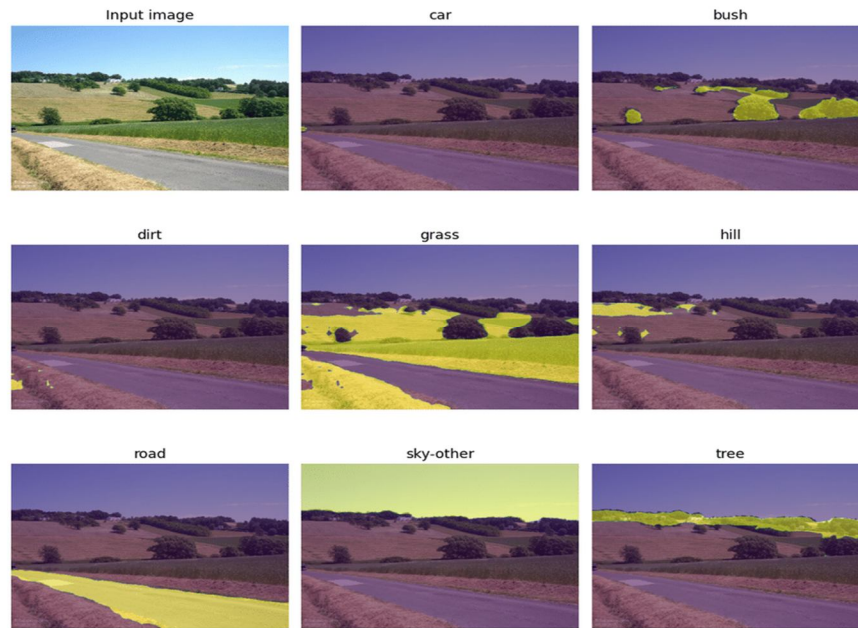 Input image
car
bush
dirt
grass
hill
road
sky-other
tree